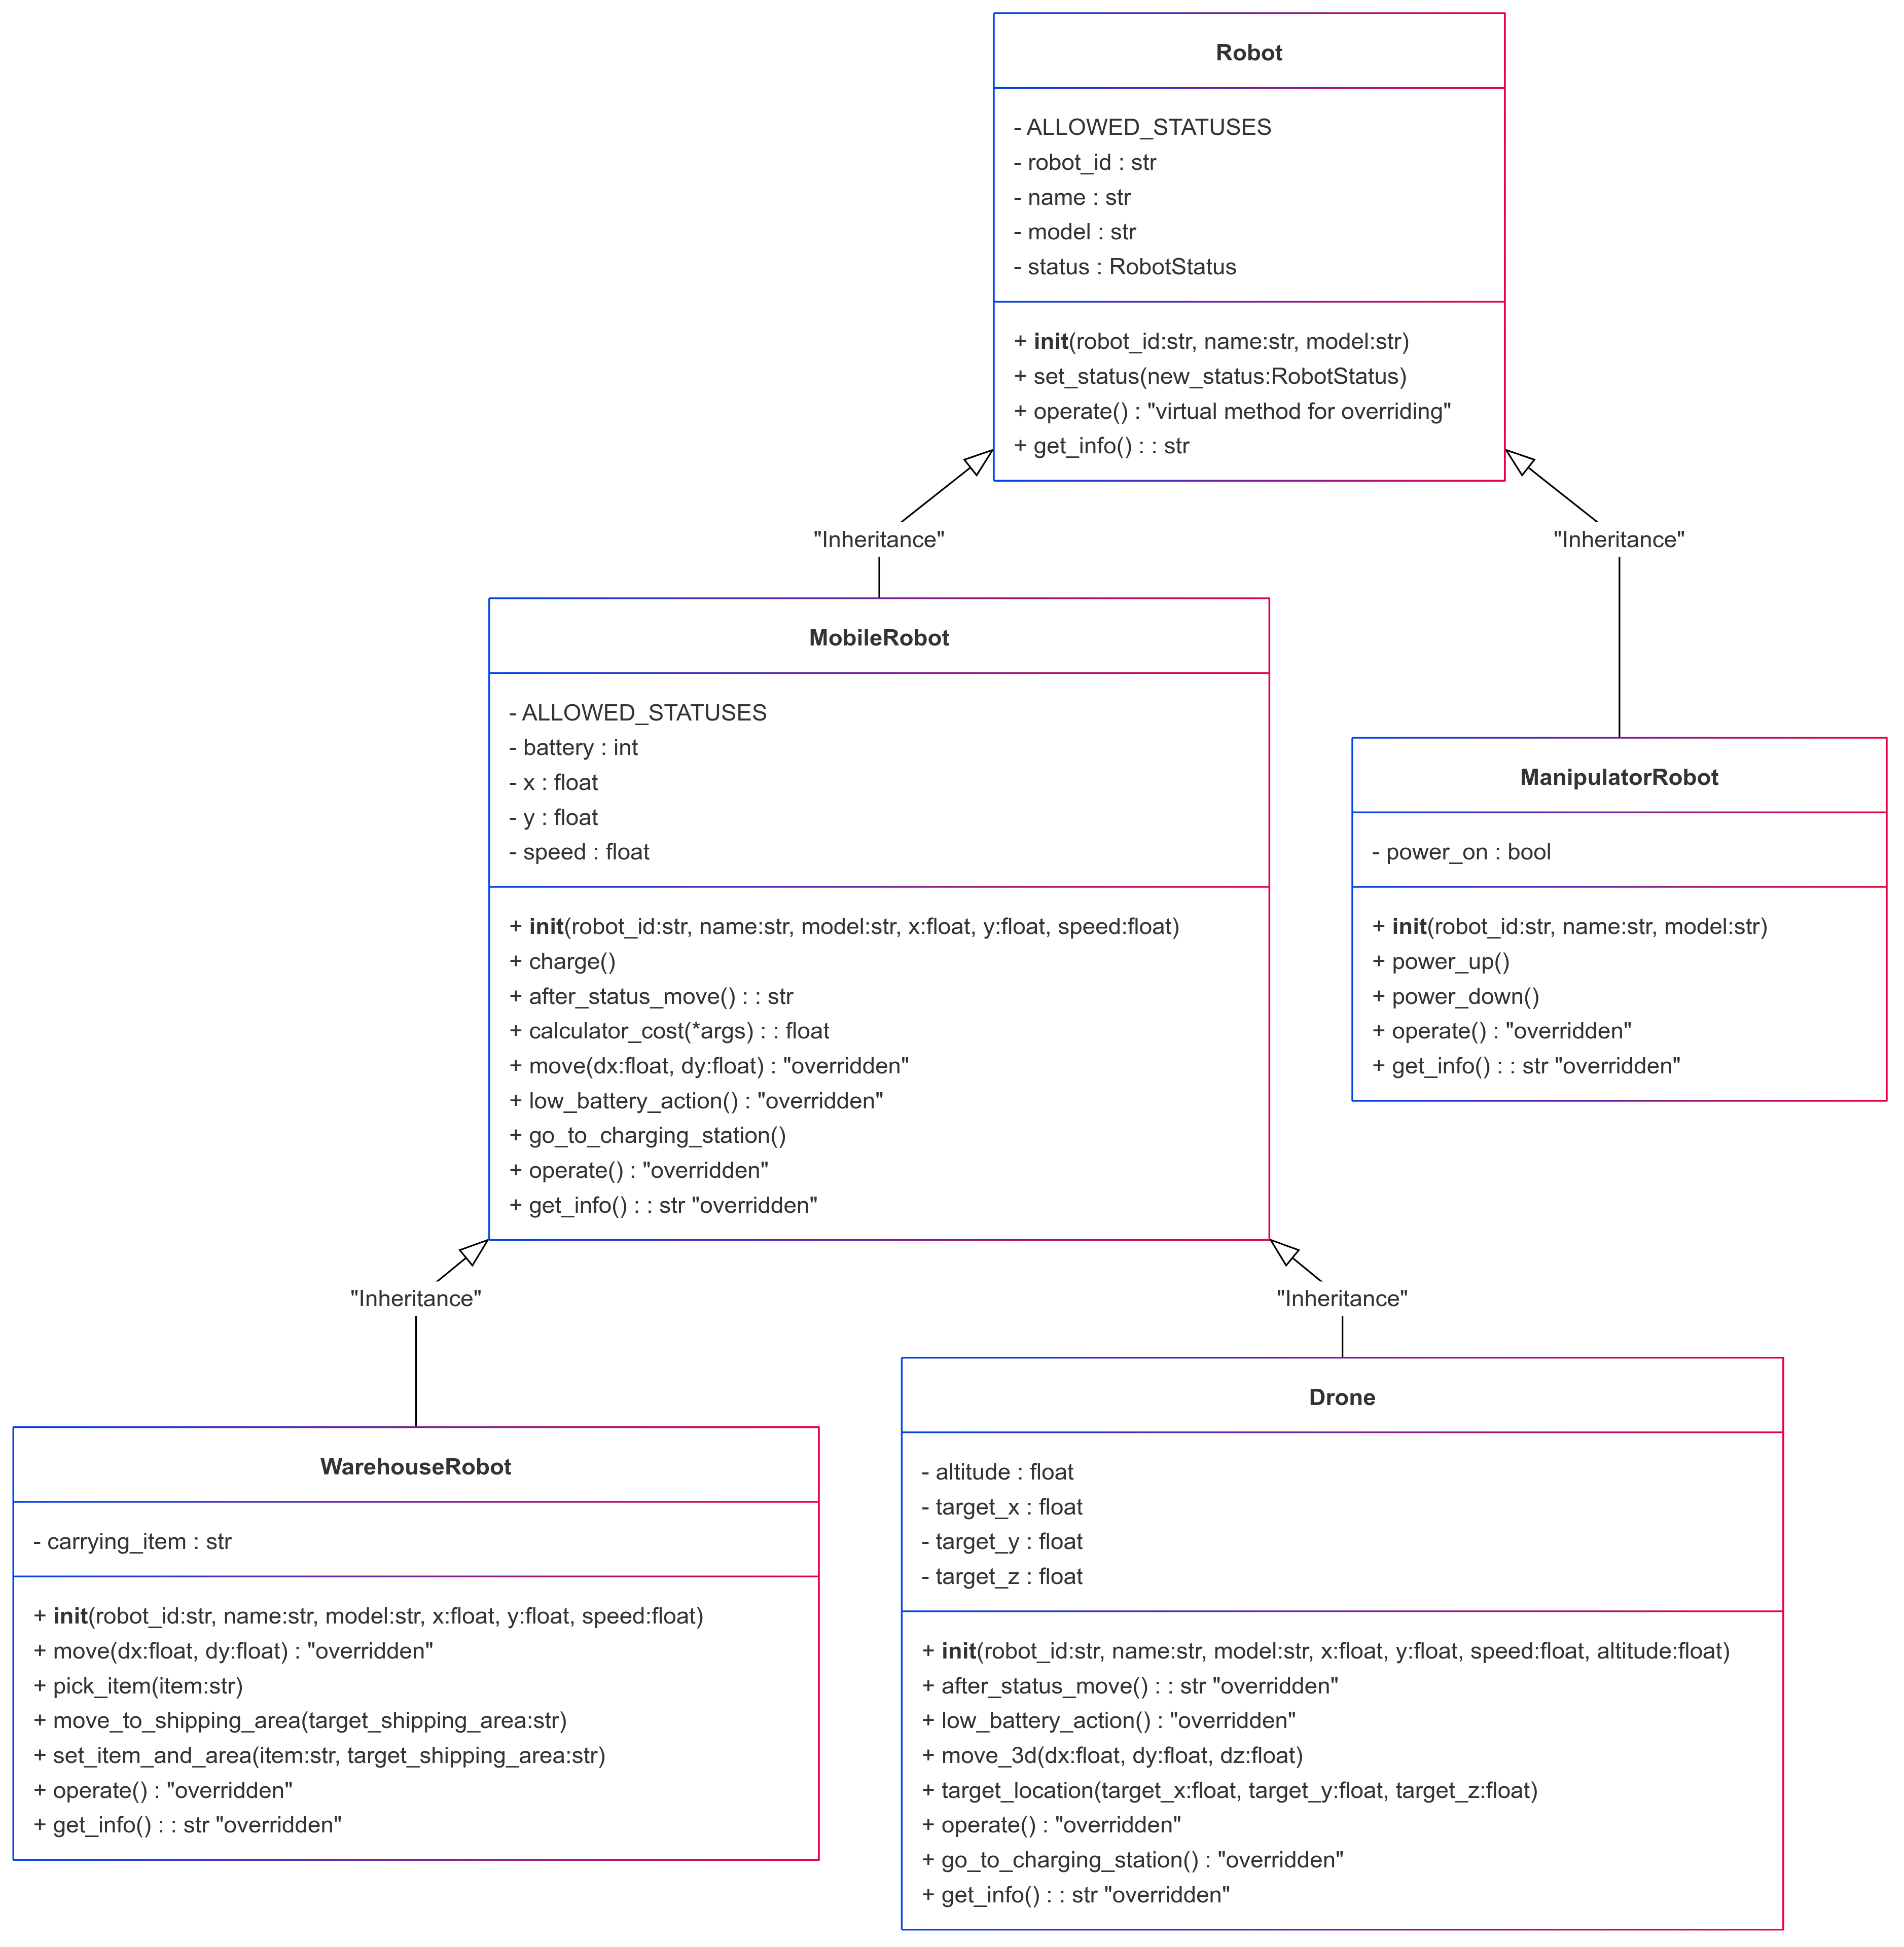 Robot
- ALLOWED_STATUSES
- robot_id : str
- name : str
- model : str
- status : RobotStatus
+ init(robot_id:str, name:str, model:str)
+ set_status(new_status:RobotStatus)
+ operate() : "virtual method for overriding"
+ get_info() : : str
"Inheritance"
"Inheritance"
MobileRobot
- ALLOWED_STATUSES
- battery : int
- x : float
- y : float
- speed : float
+ init(robot_id:str, name:str, model:str, x:float, y:float, speed:float)
+ charge()
+ after_status_move() : : str
+ calculator_cost(*args) : : float
+ move(dx:float, dy:float) : "overridden"
+ low_battery_action() : "overridden"
+ go_to_charging_station()
+ operate() : "overridden"
+ get_info() : : str "overridden"
ManipulatorRobot
- power_on : bool
+ init(robot_id:str, name:str, model:str)
+ power_up()
+ power_down()
+ operate() : "overridden"
+ get_info() : : str "overridden"
"Inheritance"
"Inheritance"
WarehouseRobot
- carrying_item : str
+ init(robot_id:str, name:str, model:str, x:float, y:float, speed:float)
+ move(dx:float, dy:float) : "overridden"
+ pick_item(item:str)
+ move_to_shipping_area(target_shipping_area:str)
+ set_item_and_area(item:str, target_shipping_area:str)
+ operate() : "overridden"
+ get_info() : : str "overridden"
Drone
- altitude : float
- target_x : float
- target_y : float
- target_z : float
+ init(robot_id:str, name:str, model:str, x:float, y:float, speed:float, altitude:float)
+ after_status_move() : : str "overridden"
+ low_battery_action() : "overridden"
+ move_3d(dx:float, dy:float, dz:float)
+ target_location(target_x:float, target_y:float, target_z:float)
+ operate() : "overridden"
+ go_to_charging_station() : "overridden"
+ get_info() : : str "overridden"